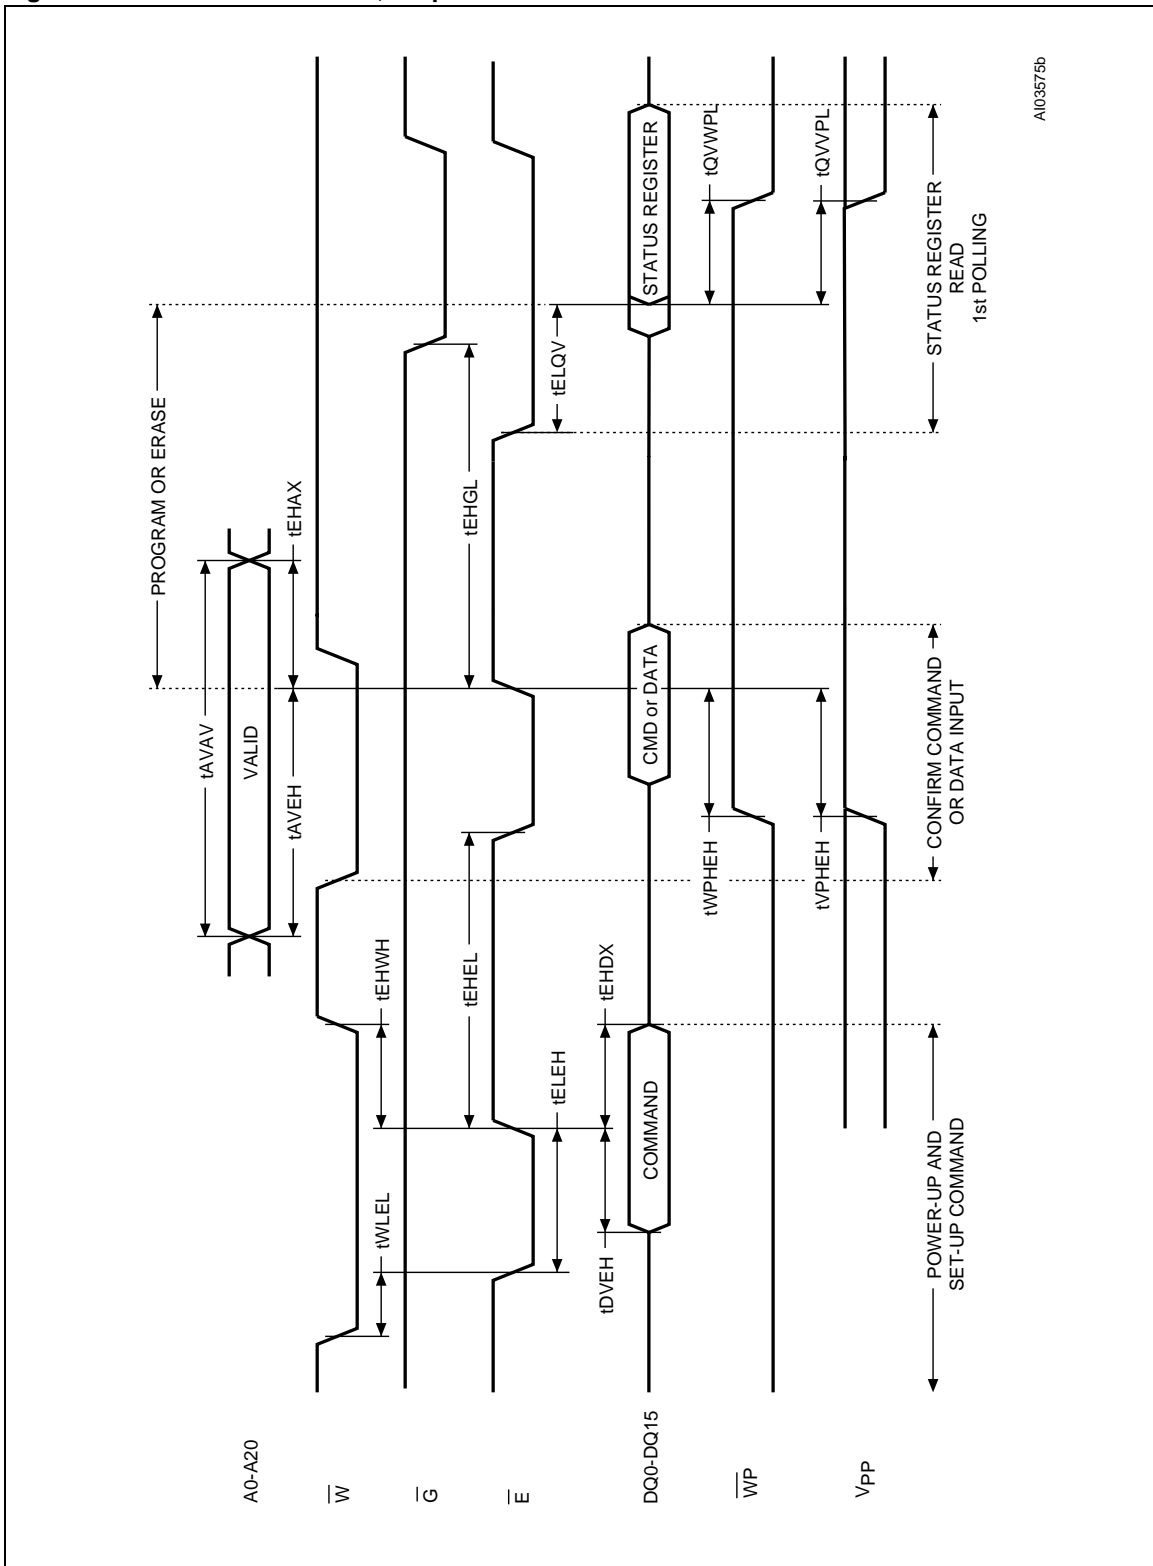 A0-A20
VALID
tAVAV
tAVEH
tEHAX
PROGRAM OR ERASE
W
tWLEL
tEHWH
G
tEHEL
tEHGL
E
tELEH
tELQV
tDVEH
tEHDX
DQ0-DQ15
COMMAND
CMD or DATA
STATUS REGISTER
WP
tWPHEH
tQVWPL
VPP
tVPHEH
tQVVPL
POWER-UP AND
SET-UP COMMAND
CONFIRM COMMAND
OR DATA INPUT
STATUS REGISTER
READ
1st POLLING
AI03575b